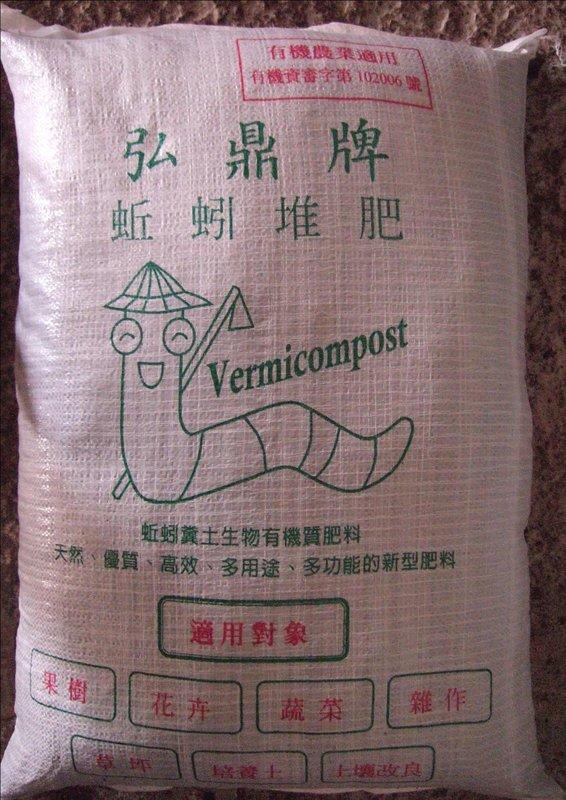 有機農業適用
有機資審字第 102006 號
弘鼎牌
蚯蚓堆肥
Vermicompost
蚯蚓糞土生物有機質肥料
天然、優質、高效、多用途、多功能的新型肥料
適用對象
果樹 花卉 蔬菜 雜作
草坪 培養土 土壤改良